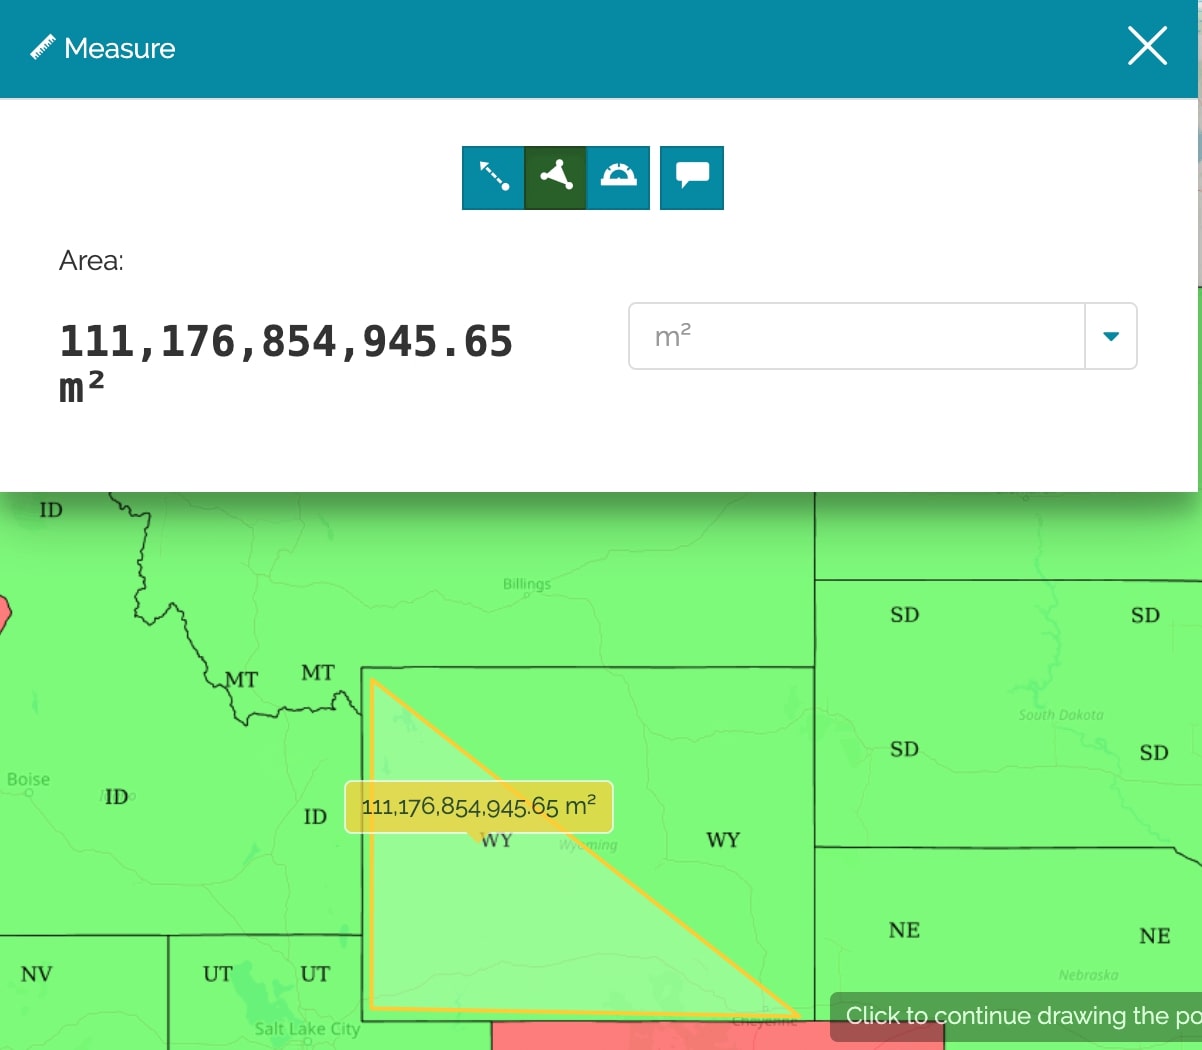 Measure
Area:
111,176,854,945.65
m²
m²
ID
Billings
SD SD
MT MT
South Dakota
SD SD
Boise
ID
ID
111,176,854,945.65 m²
WY Wyoming WY
NE NE
NV UT UT
Nebraska
Salt Lake City
Cheyenne
Click to continue drawing the po